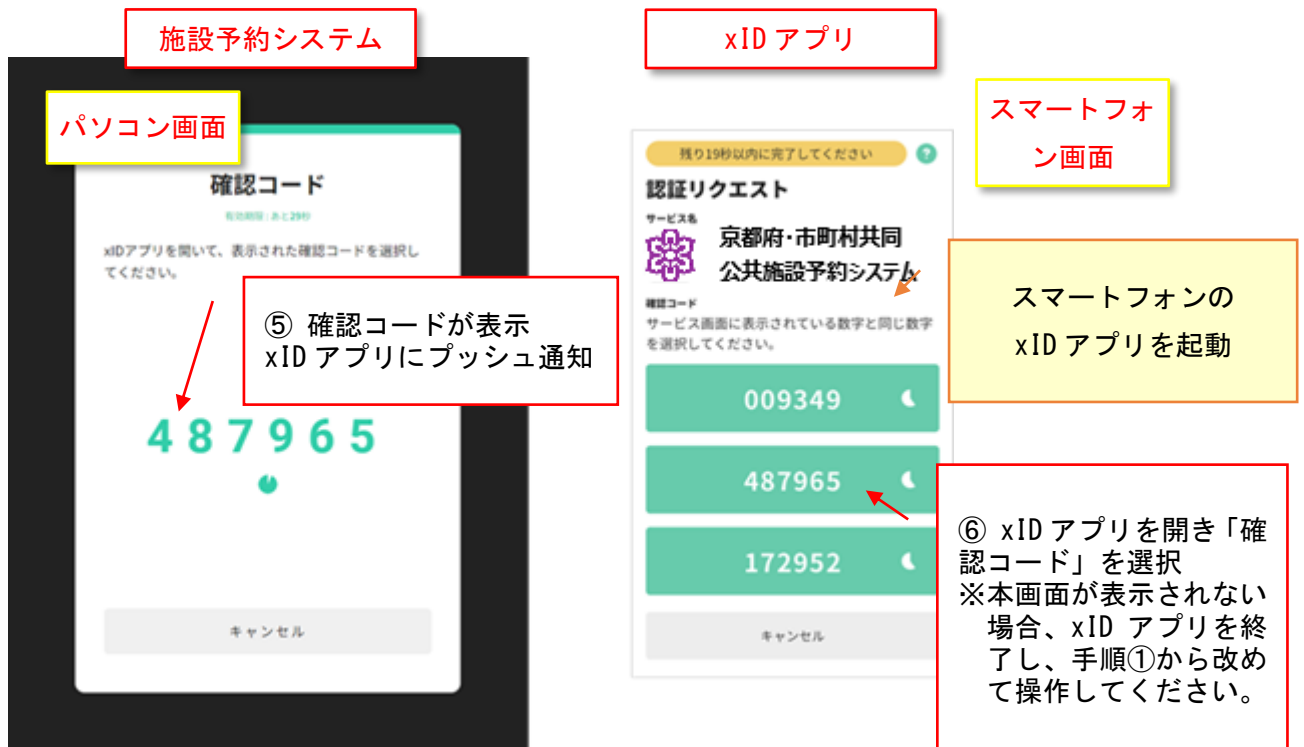 施設予約システム
パソコン画面
確認コード
有効期限：あと29秒
xIDアプリを開いて、表示された確認コードを選択し
てください。
⑤ 確認コードが表示
xIDアプリにプッシュ通知
487965
キャンセル
xIDアプリ
スマートフォ
ン画面
残り19秒以内に完了してください
?
認証リクエスト
サービス名
京都府・市町村共同
公共施設予約システム
確認コード
サービス画面に表示されている数字と同じ数字
を選択してください。
スマートフォンの
xIDアプリを起動
009349
487965
172952
キャンセル
⑥ xIDアプリを開き「確
認コード」を選択
※本画面が表示されない
場合、xID アプリを終
了し、手順①から改め
て操作してください。